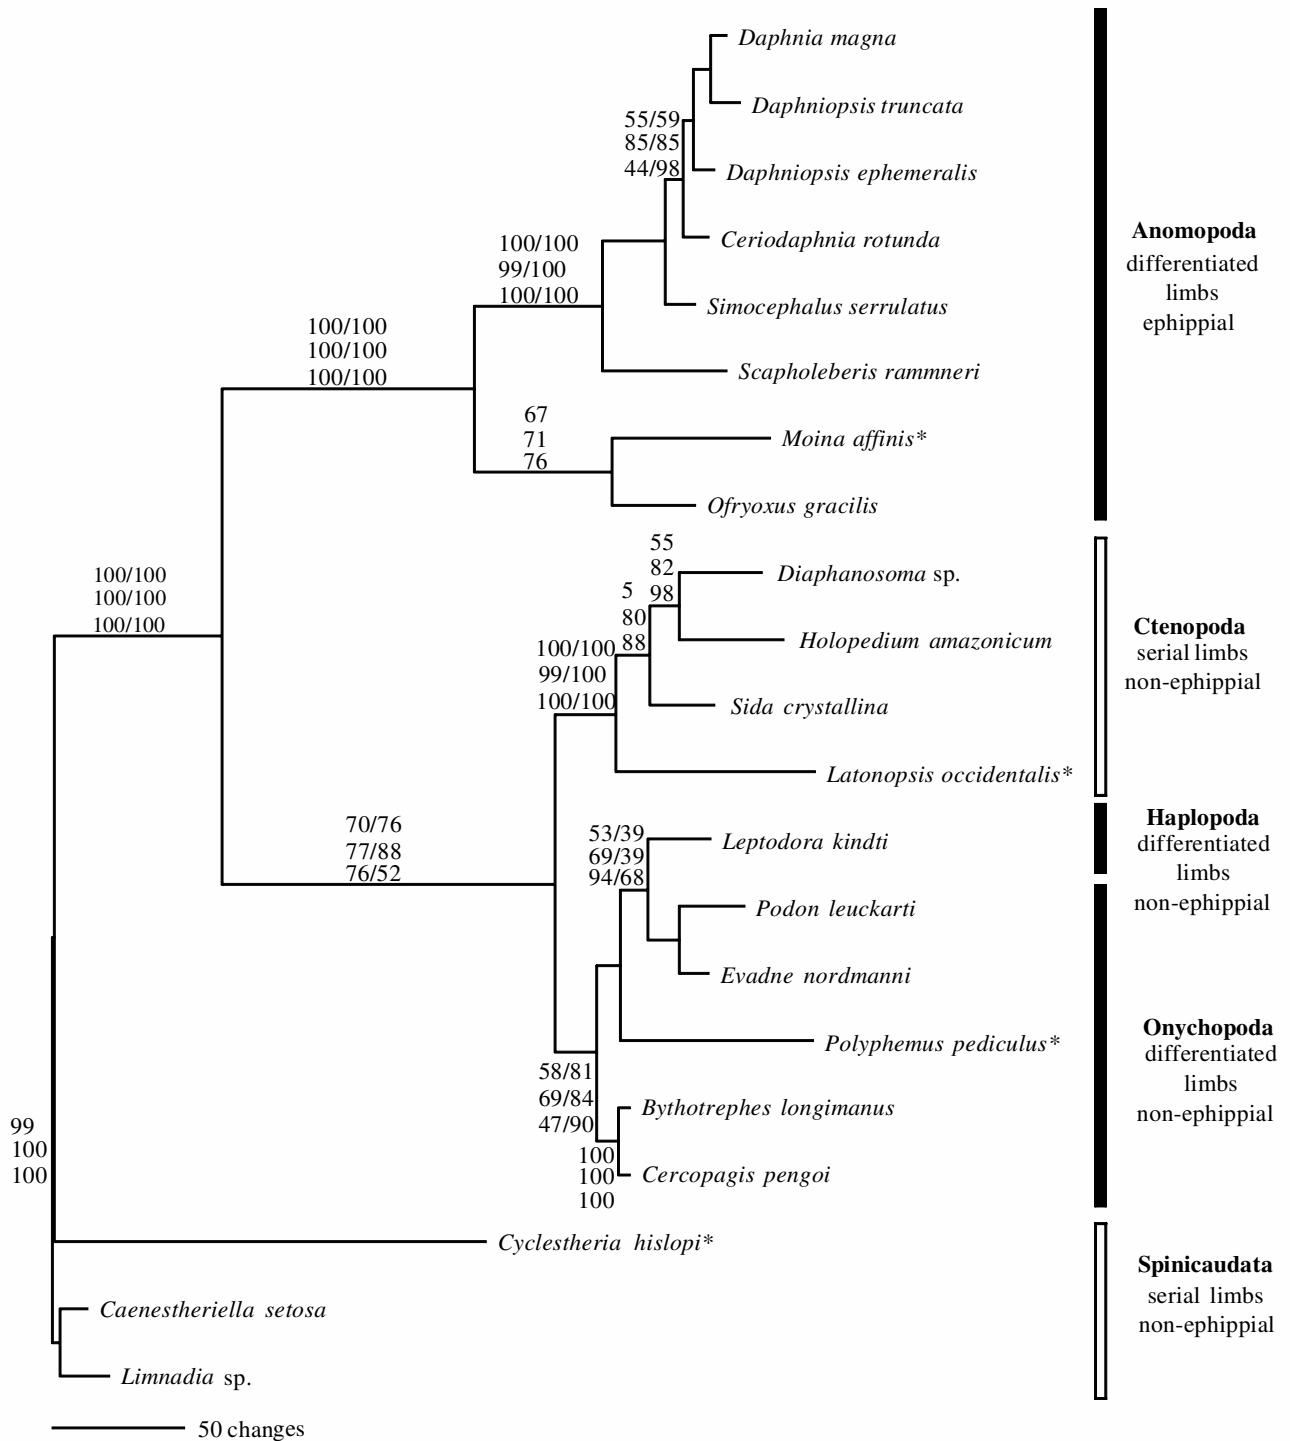 Daphnia magna
Daphniopsis truncata
55/59
85/85
44/98
Daphniopsis ephemeralis
Ceriodaphnia rotunda
100/100
99/100
100/100
Simocephalus serrulatus
100/100
100/100
100/100
Scapholeberis rammneri
67
71
76
Moina affinis*
Ofryoxus gracilis
Anomopoda
differentiated
limbs
ephippial
55
82
98
Diaphanosoma sp.
100/100
100/100
100/100
5
80
88
Holopedium amazonicum
100/100
99/100
100/100
Sida crystallina
Latonopsis occidentalis*
Ctenopoda
serial limbs
non-ephippial
70/76
77/88
76/52
53/39
69/39
94/68
Leptodora kindti
Haplopoda
differentiated
limbs
non-ephippial
Podon leuckarti
Evadne nordmanni
Polyphemus pediculus*
58/81
69/84
47/90
Bythotrephes longimanus
100
100
100
Cercopagis pengoi
Onychopoda
differentiated
limbs
non-ephippial
99
100
100
Cyclestheria hislopi*
Caenestheriella setosa
Limnadia sp.
Spinicaudata
serial limbs
non-ephippial
50 changes